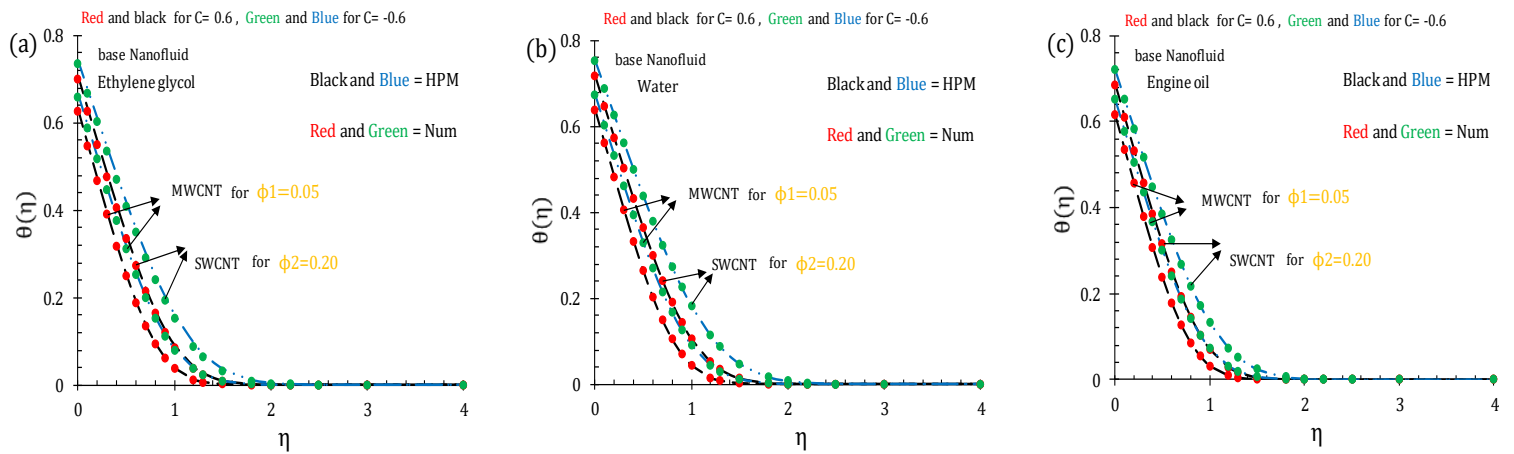 Red and black for C= 0.6 , Green and Blue for C= -0.6
(a)
0.8
base Nanofluid
Ethylene glycol
Black and Blue = HPM
Red and Green = Num
0.6
MWCNT for ϕ1=0.05
0.4
θ(η)
SWCNT for ϕ2=0.20
0.2
0
0 1 2 3 4
η
Red and black for C= 0.6 , Green and Blue for C= -0.6
(b)
0.8
base Nanofluid
Water
Black and Blue = HPM
Red and Green = Num
0.6
MWCNT for ϕ1=0.05
0.4
θ(η)
SWCNT for ϕ2=0.20
0.2
0
0 1 2 3 4
η
Red and black for C= 0.6 , Green and Blue for C= -0.6
(c)
0.8
base Nanofluid
Engine oil
Black and Blue = HPM
Red and Green = Num
0.6
MWCNT for ϕ1=0.05
0.4
θ(η)
SWCNT for ϕ2=0.20
0.2
0
0 1 2 3 4
η